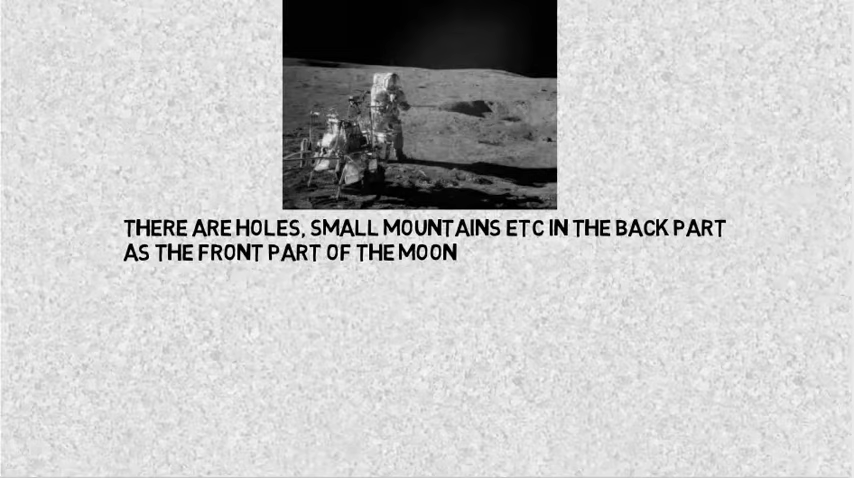 THERE ARE HOLES, SMALL MOUNTAINS ETC IN THE BACK PART
AS THE FRONT PART OF THE MOON